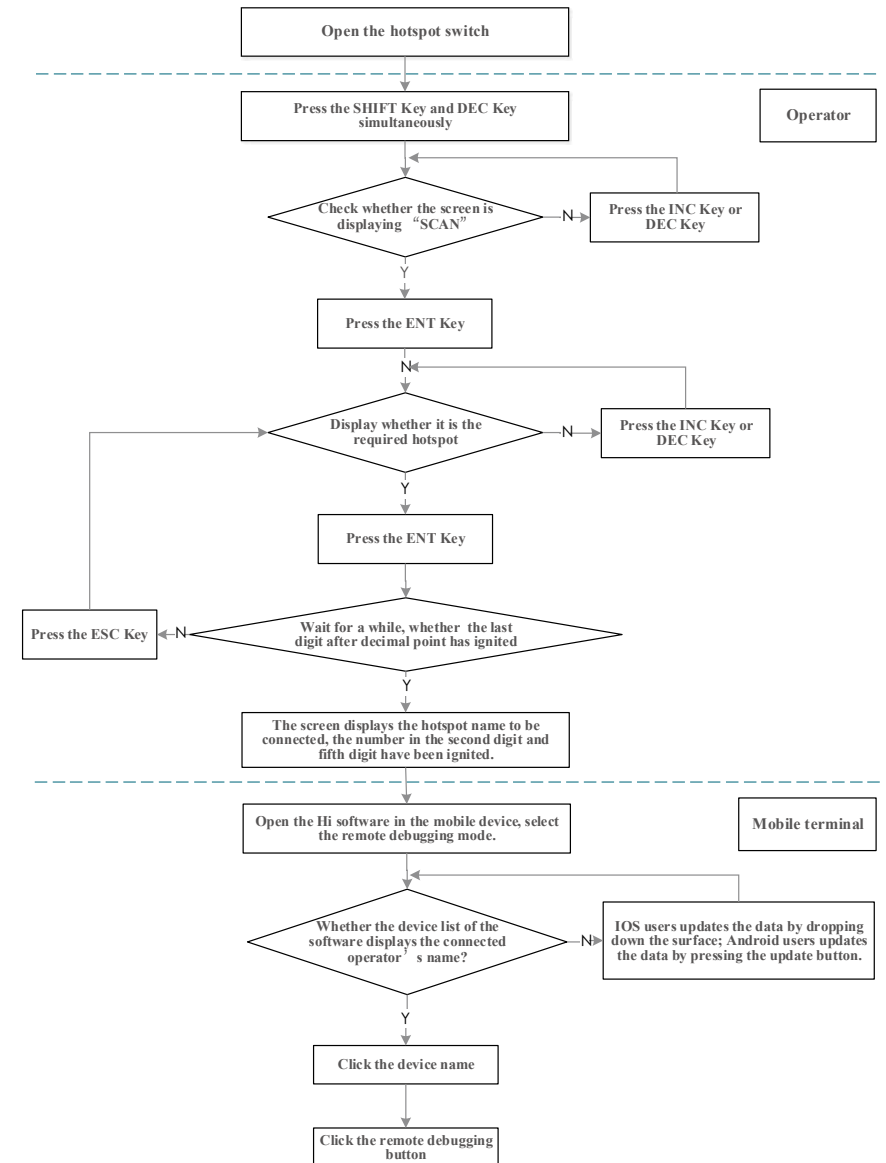 Open the hotspot switch
Press the SHIFT Key and DEC Key
simultaneously
Operator
Check whether the screen is
displaying “SCAN”
N
Press the INC Key or
DEC Key
Y
Press the ENT Key
N
Display whether it is the
required hotspot
N
Press the INC Key or
DEC Key
Y
Press the ENT Key
Wait for a while, whether the last
digit after decimal point has ignited
N
Press the ESC Key
Y
The screen displays the hotspot name to be
connected, the number in the second digit and
fifth digit have been ignited.
Mobile terminal
Open the Hi software in the mobile device, select
the remote debugging mode.
Whether the device list of the
software displays the connected
operator’s name?
N
IOS users updates the data by dropping
down the surface; Android users updates
the data by pressing the update button.
Y
Click the device name
Click the remote debugging
button